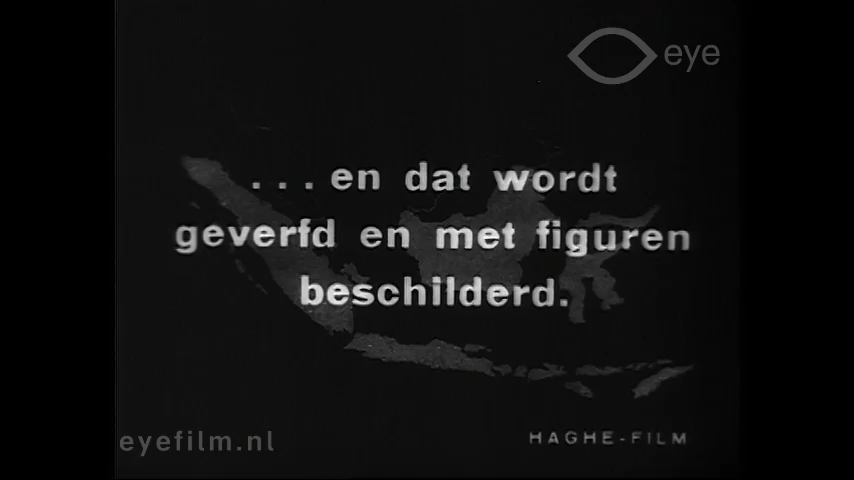 eye
. . . en dat wordt
geverfd en met figuren
beschilderd.
HAGHE-FILM
eyefilm.nl